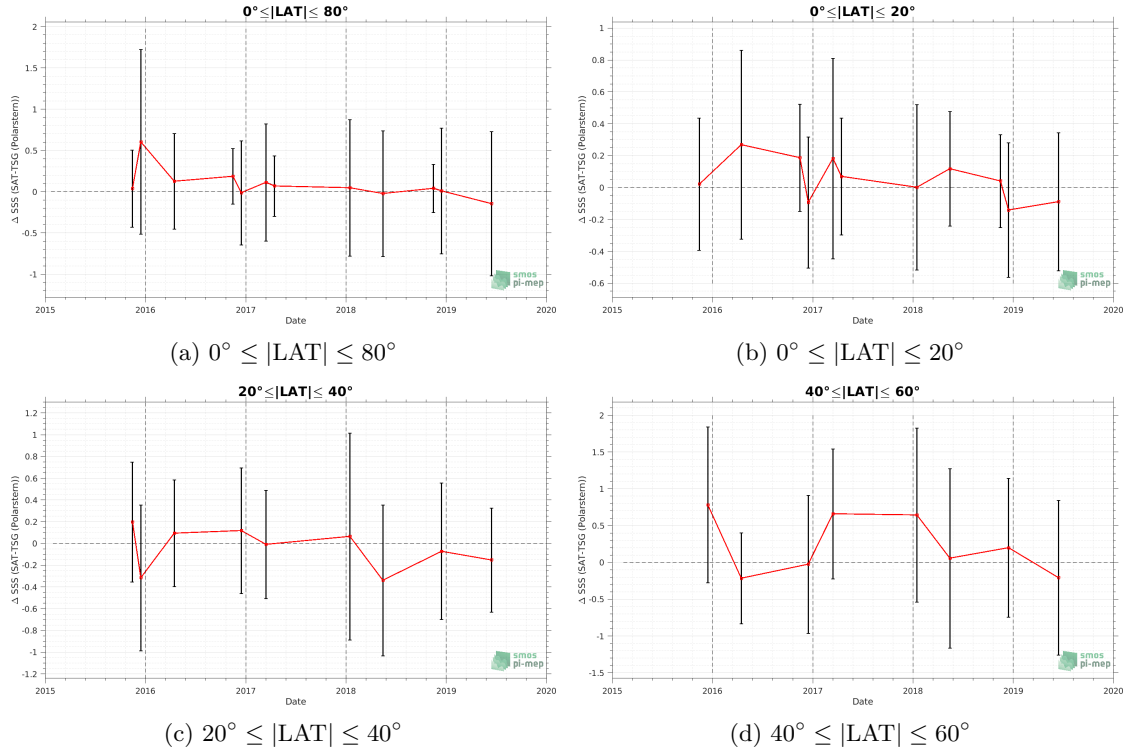 0°≤|LAT|≤ 80°
Δ SSS (SAT-TSG (Polarstern))
2
1.5
1
0.5
0
-0.5
-1
2015
2016
2017
2018
2019
2020
Date
smos
pi-mep
(a) 0° ≤ |LAT| ≤ 80°
0°≤|LAT|≤ 20°
Δ SSS (SAT-TSG (Polarstern))
1
0.8
0.6
0.4
0.2
0
-0.2
-0.4
-0.6
2015
2016
2017
2018
2019
2020
Date
smos
pi-mep
(b) 0° ≤ |LAT| ≤ 20°
20°≤|LAT|≤ 40°
Δ SSS (SAT-TSG (Polarstern))
1.2
1
0.8
0.6
0.4
0.2
0
-0.2
-0.4
-0.6
-0.8
-1
-1.2
2015
2016
2017
2018
2019
2020
Date
smos
pi-mep
(c) 20° ≤ |LAT| ≤ 40°
40°≤|LAT|≤ 60°
Δ SSS (SAT-TSG (Polarstern))
2
1.5
1
0.5
0
-0.5
-1
-1.5
2015
2016
2017
2018
2019
2020
Date
smos
pi-mep
(d) 40° ≤ |LAT| ≤ 60°